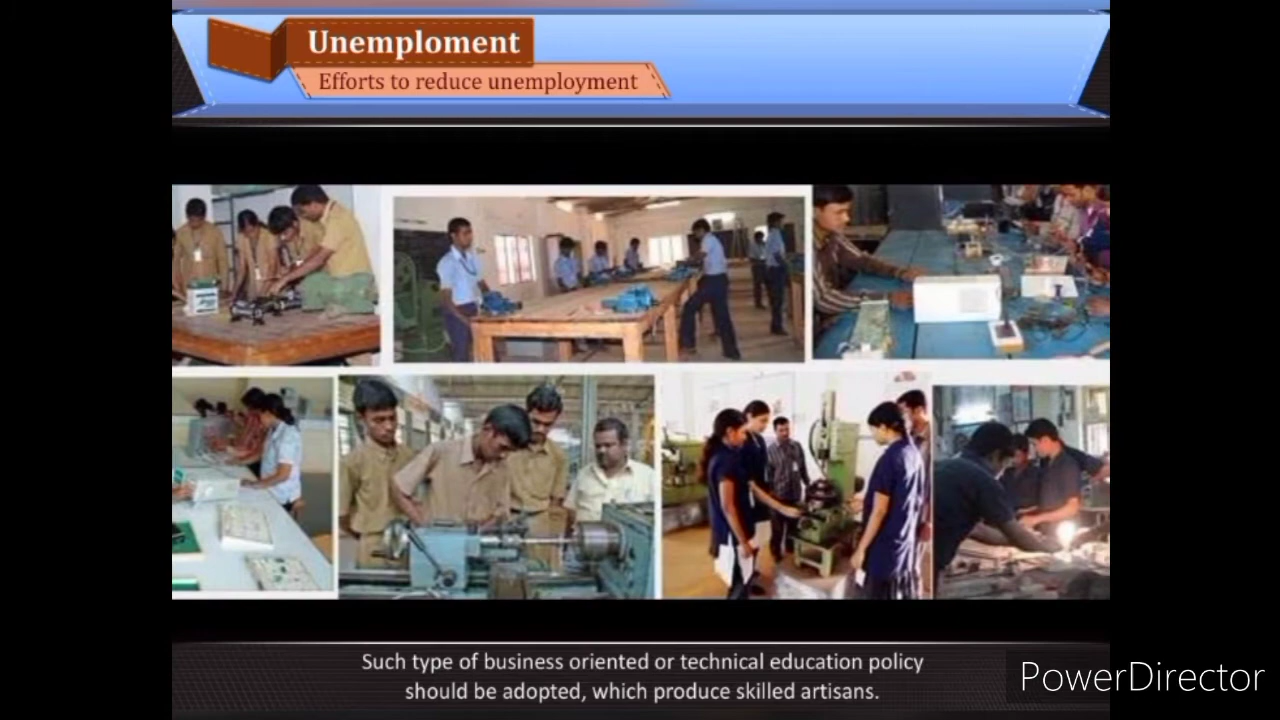 Unemploment
Efforts to reduce unemployment
Such type of business oriented or technical education policy
should be adopted, which produce skilled artisans.
PowerDirector